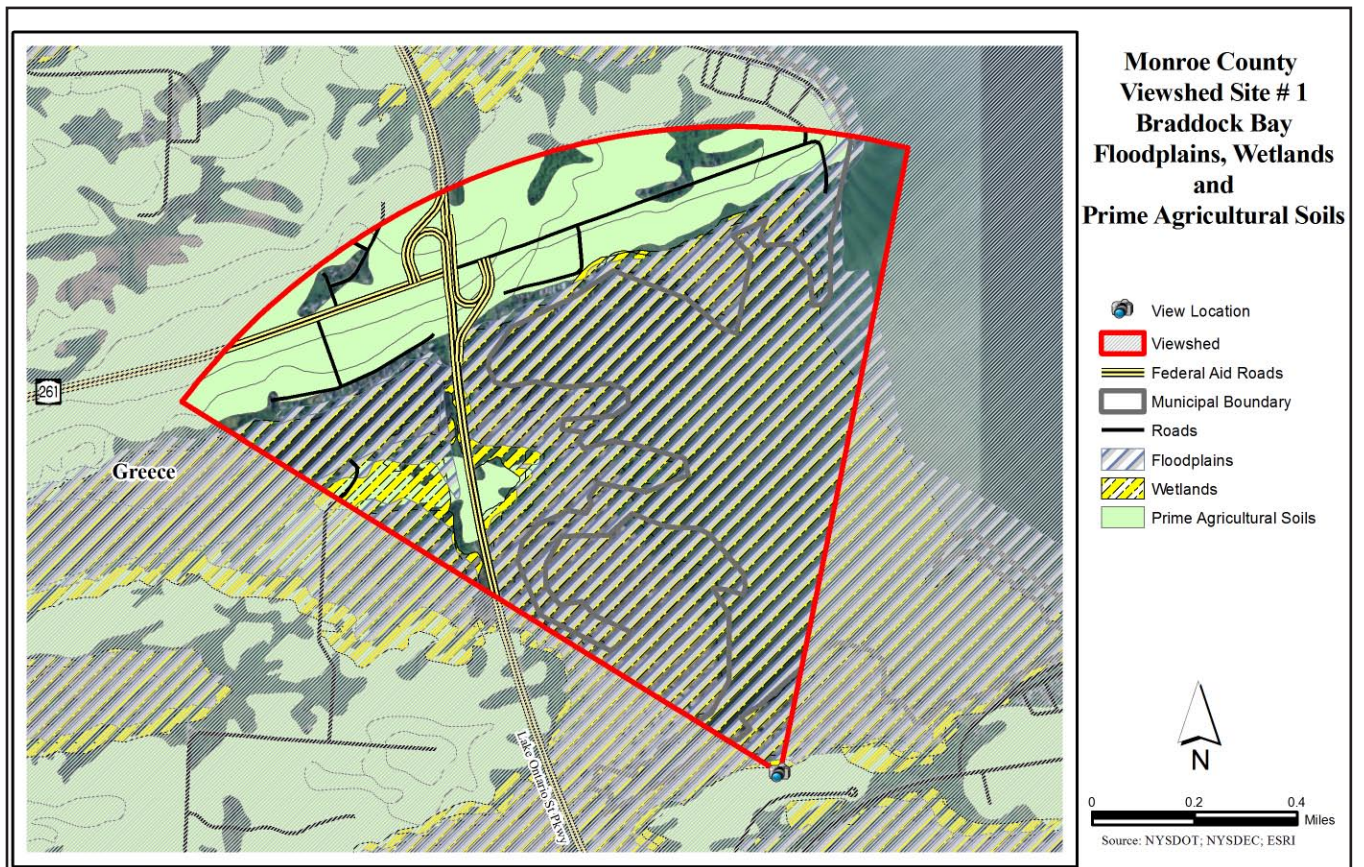 Monroe County
Viewshed Site # 1
Braddock Bay
Floodplains, Wetlands
and
Prime Agricultural Soils
View Location
Viewshed
Federal Aid Roads
Municipal Boundary
Roads
Floodplains
Wetlands
Prime Agricultural Soils
261
Greece
Lake Ontario St Pkwy
N
0 0.2 0.4
Miles
Source: NYSDOT; NYSDEC; ESRI